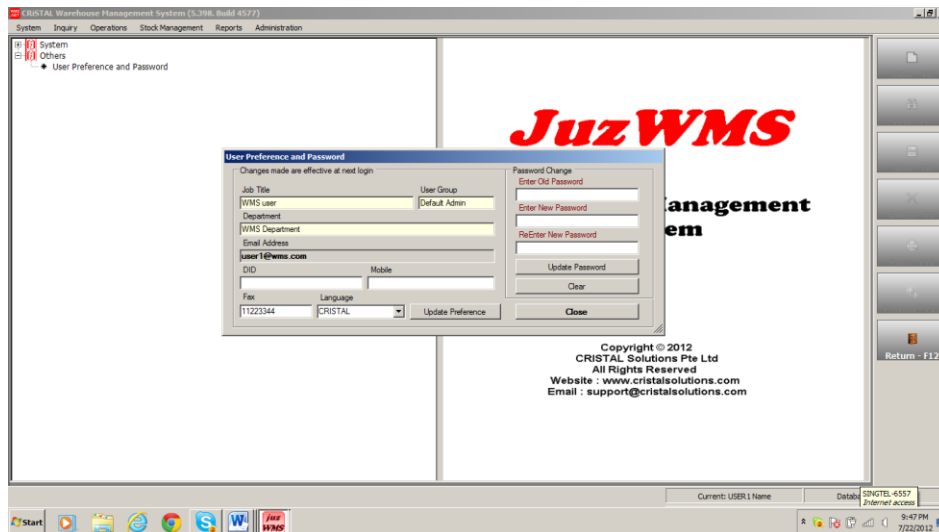 CRiSTAL Warehouse Management System (5.398. Build 4577)
System Inquiry Operations Stock Management Reports Administration
System
Others
User Preference and Password
JuzWMS
anagement
em
User Preference and Password
Changes made are effective at next login
Job Title User Group
WMS user Default Admin
Department
WMS Department
Email Address
user1@wms.com
DID Mobile
Fax Language
11223344 CRISTAL Update Preference
Password Change
Enter Old Password
Enter New Password
ReEnter New Password
Update Password
Clear
Close
Copyright © 2012
CRISTAL Solutions Pte Ltd
All Rights Reserved
Website : www.cristalsolutions.com
Email : support@cristalsolutions.com
Return - F12
Current: USER1 Name Databa
SINGTEL-6557
Internet access
Start juz WMS 9:47 PM
7/22/2012